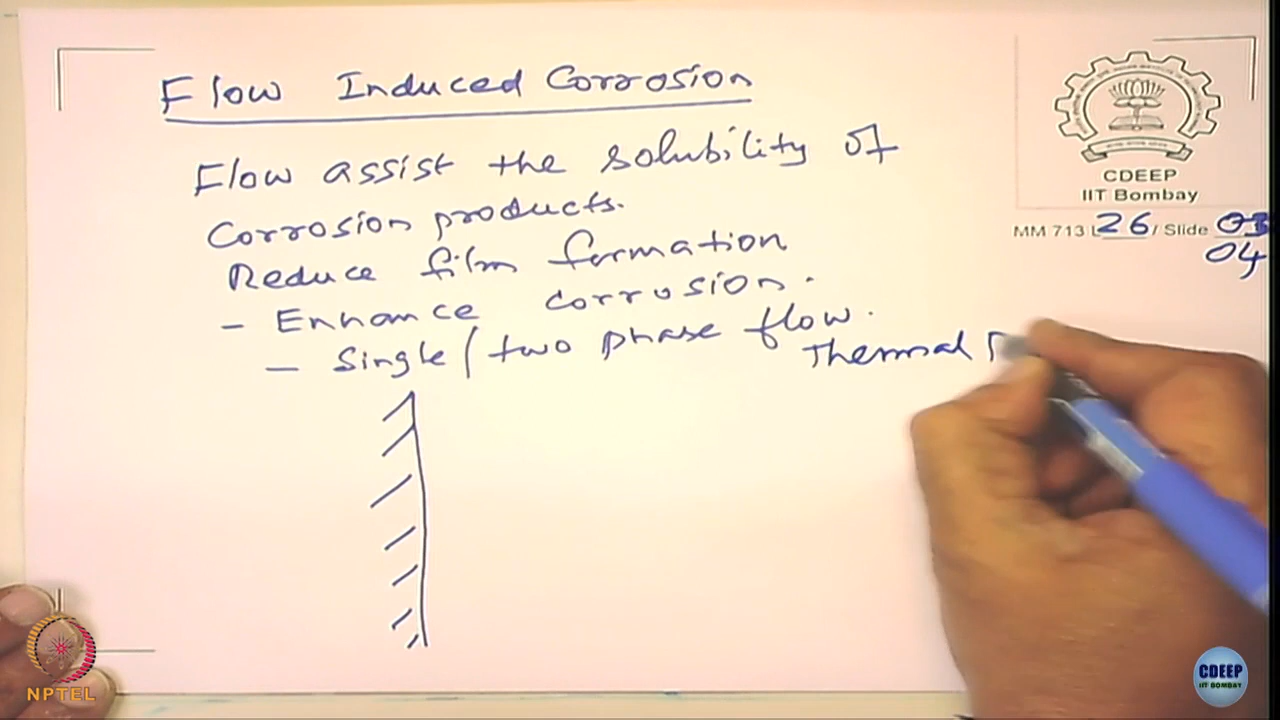 Flow Induced Corrosion
Flow assist the solubility of
Corrosion products.
Reduce film formation
- Enhance corrosion.
- Single / two phase flow.
Thermal
CDEEP
IIT Bombay
MM 713 L 26 / Slide 03
04
NPTEL
CDEEP
IIT BOMBAY